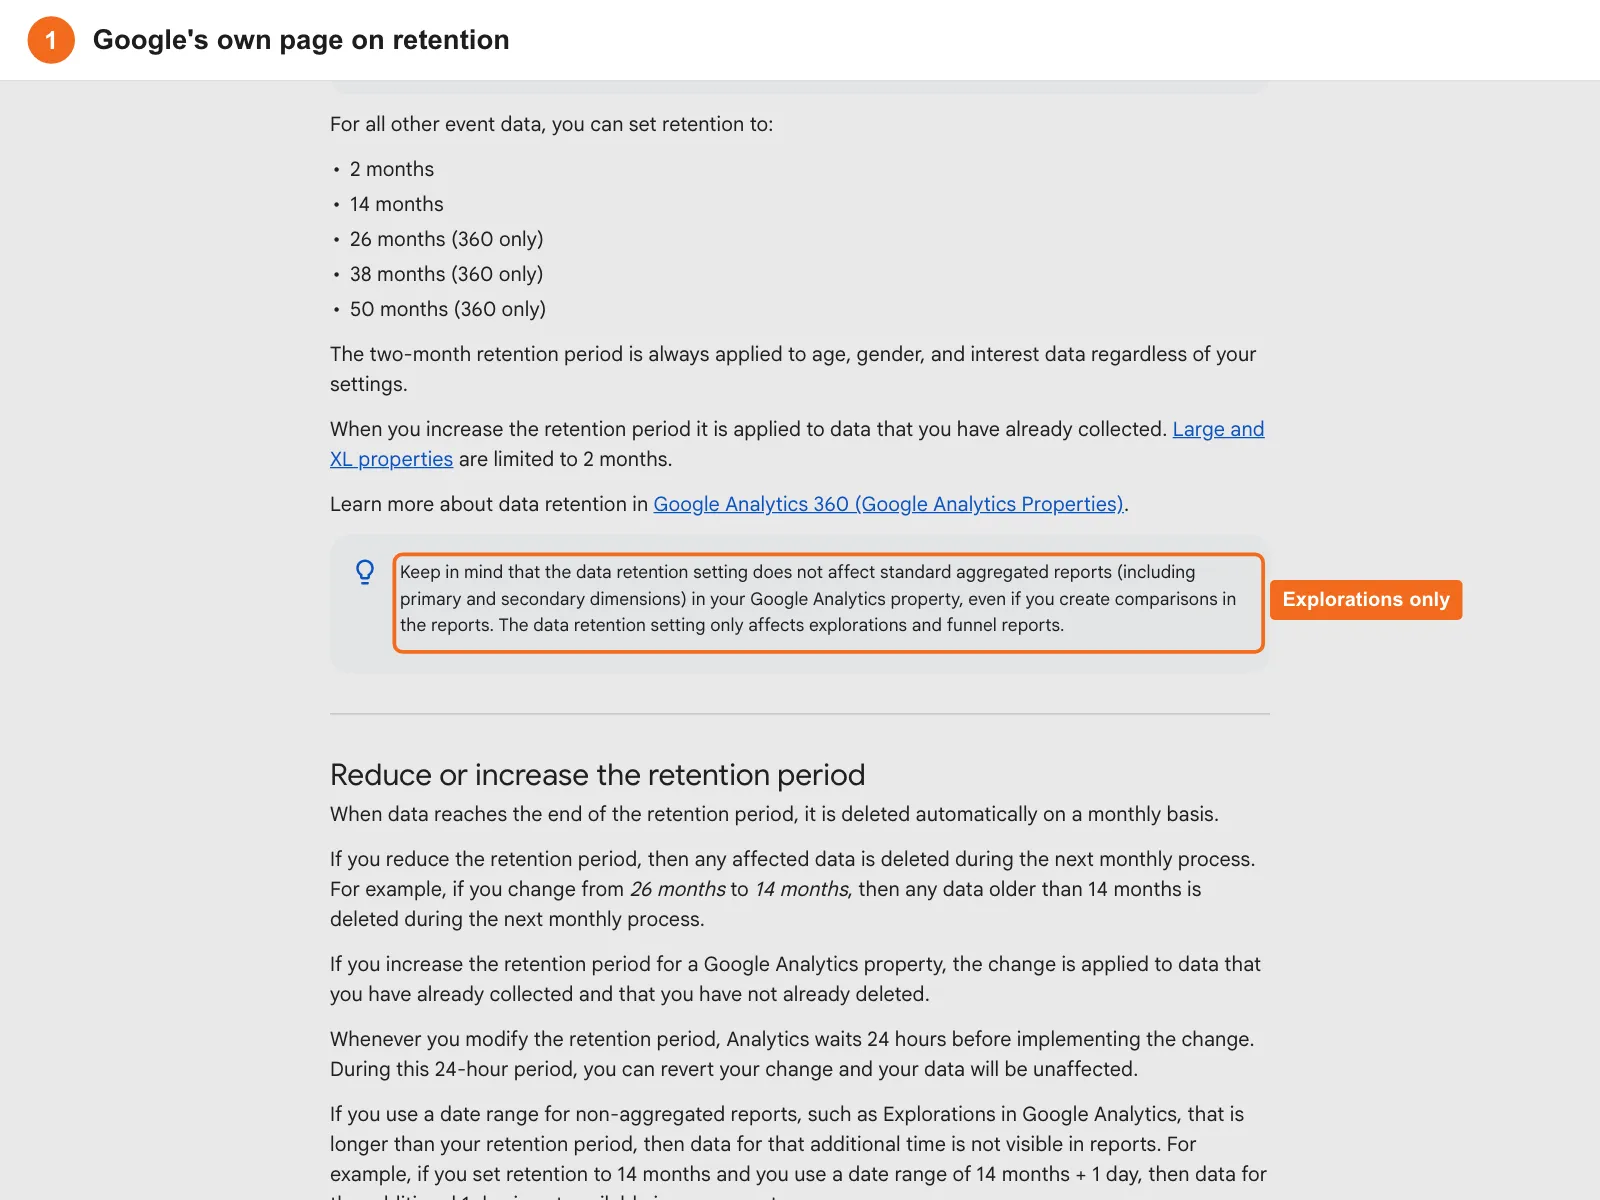 1 Google's own page on retention
For all other event data, you can set retention to:
• 2 months
• 14 months
• 26 months (360 only)
• 38 months (360 only)
• 50 months (360 only)
The two-month retention period is always applied to age, gender, and interest data regardless of your
settings.
When you increase the retention period it is applied to data that you have already collected. Large and
XL properties are limited to 2 months.
Learn more about data retention in Google Analytics 360 (Google Analytics Properties).
Keep in mind that the data retention setting does not affect standard aggregated reports (including
primary and secondary dimensions) in your Google Analytics property, even if you create comparisons in
the reports. The data retention setting only affects explorations and funnel reports.
Explorations only
Reduce or increase the retention period
When data reaches the end of the retention period, it is deleted automatically on a monthly basis.
If you reduce the retention period, then any affected data is deleted during the next monthly process.
For example, if you change from 26 months to 14 months, then any data older than 14 months is
deleted during the next monthly process.
If you increase the retention period for a Google Analytics property, the change is applied to data that
you have already collected and that you have not already deleted.
Whenever you modify the retention period, Analytics waits 24 hours before implementing the change.
During this 24-hour period, you can revert your change and your data will be unaffected.
If you use a date range for non-aggregated reports, such as Explorations in Google Analytics, that is
longer than your retention period, then data for that additional time is not visible in reports. For
example, if you set retention to 14 months and you use a date range of 14 months + 1 day, then data for